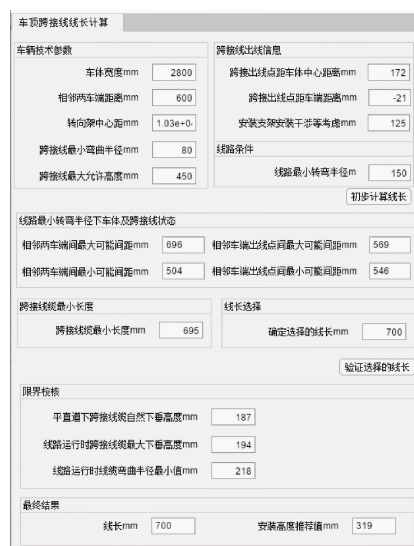 车顶跨接线线长计算
车辆技术参数
车体宽度mm 2800
相邻两车端距离mm 600
转向架中心距mm 1.03e+0-
跨接线最小弯曲半径mm 80
跨接线最大允许高度mm 450
跨接线出线信息
跨接出线点距车体中心距离mm 172
跨接出线点距车端距离mm -21
安装支架安装干涉等考虑mm 125
线路条件
线路最小转弯半径m 150
初步计算线长
线路最小转弯半径下车体及跨接线状态
相邻两车端间最大可能间距mm 696 相邻车端出线点间最大可能间距mm 569
相邻两车端间最小可能间距mm 504 相邻车端出线点间最小可能间距mm 546
跨接线缆最小长度
跨接线缆最小长度mm 695
线长选择
确定选择的线长mm 700
验证选择的线长
限界校核
平直道下跨接线缆自然下垂高度mm 187
线路运行时跨接线缆最大下垂高度mm 194
线路运行时线缆弯曲半径最小值mm 218
最终结果
线长mm 700 安装高度推荐值mm 319